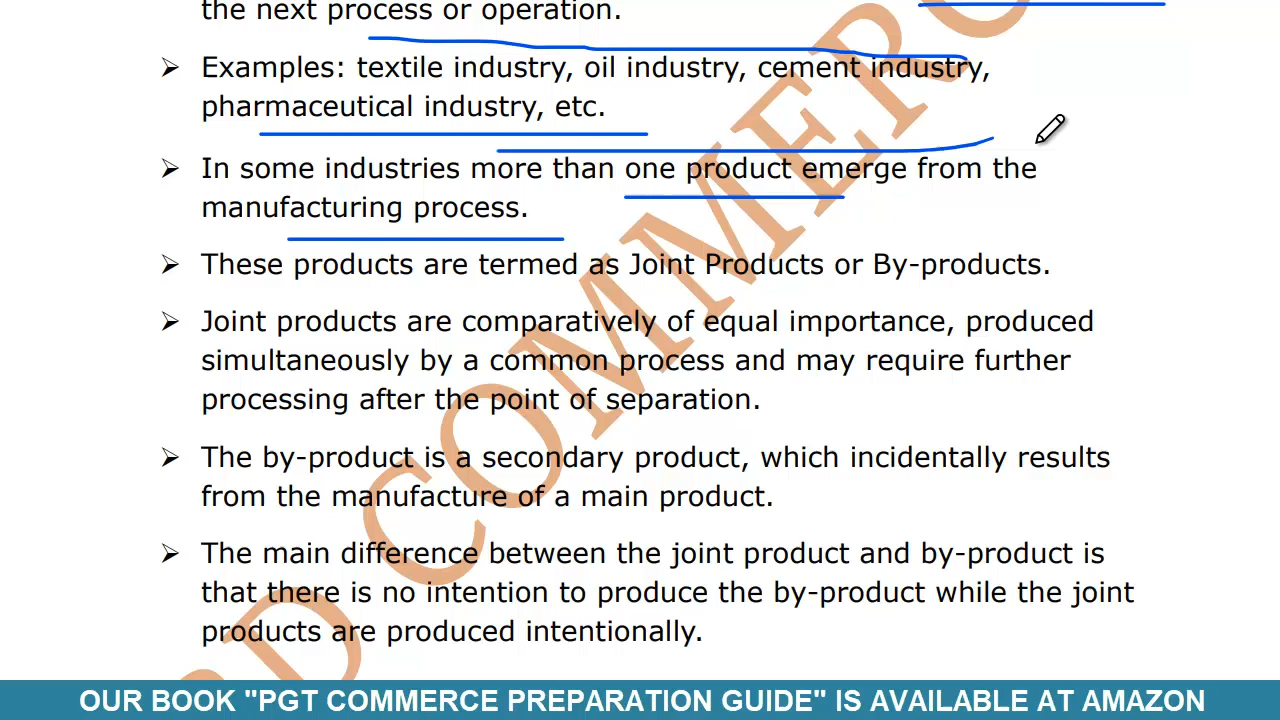 the next process or operation.
➢ Examples: textile industry, oil industry, cement industry,
pharmaceutical industry, etc.
➢ In some industries more than one product emerge from the
manufacturing process.
➢ These products are termed as Joint Products or By-products.
➢ Joint products are comparatively of equal importance, produced
simultaneously by a common process and may require further
processing after the point of separation.
➢ The by-product is a secondary product, which incidentally results
from the manufacture of a main product.
➢ The main difference between the joint product and by-product is
that there is no intention to produce the by-product while the joint
products are produced intentionally.
OUR BOOK "PGT COMMERCE PREPARATION GUIDE" IS AVAILABLE AT AMAZON